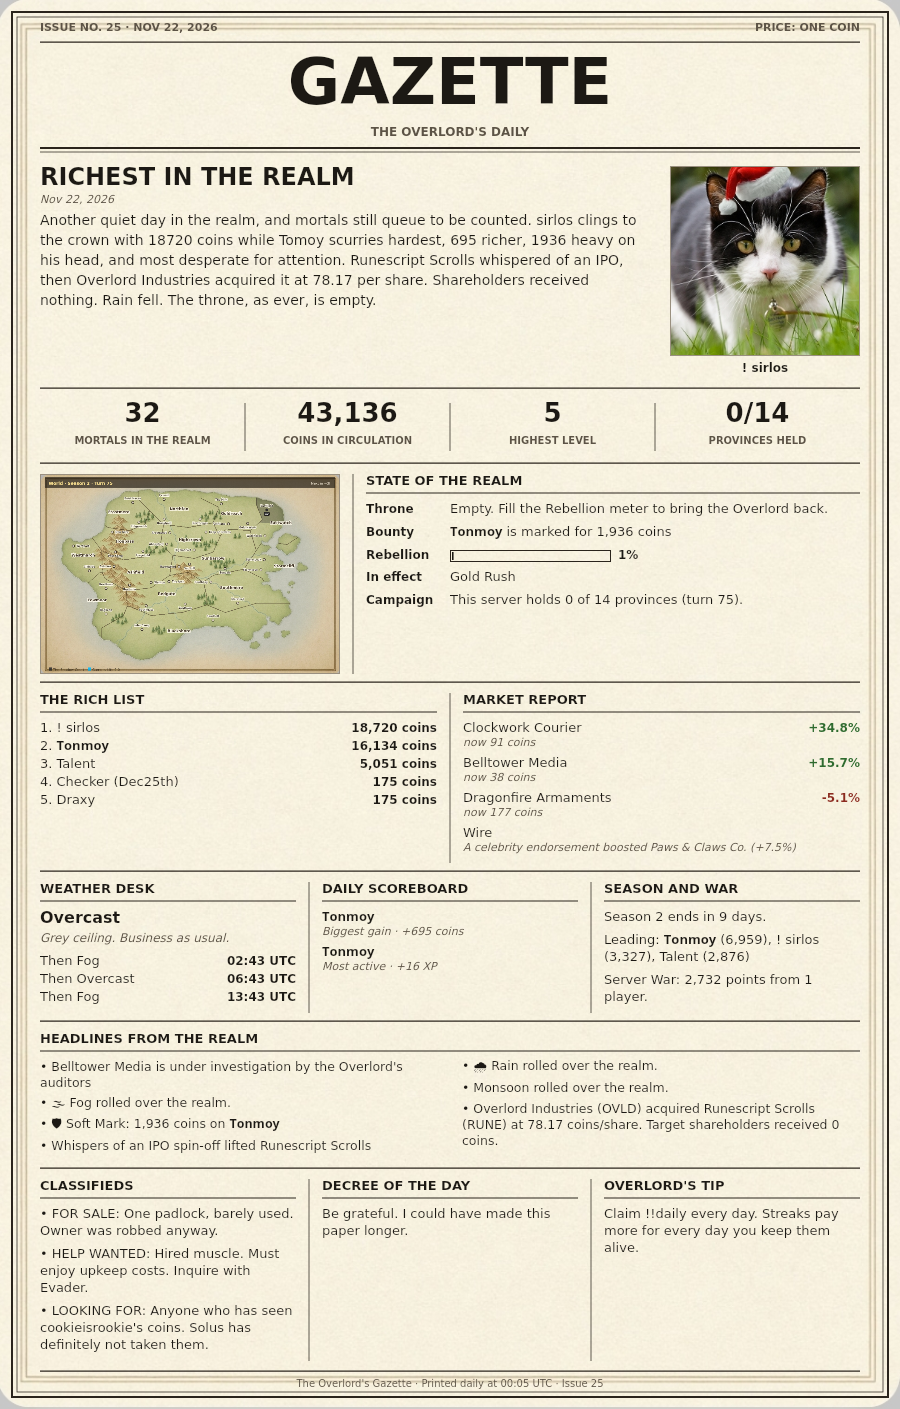 ISSUE NO. 25 · NOV 22, 2026
PRICE: ONE COIN
GAZETTE
THE OVERLORD'S DAILY
RICHEST IN THE REALM
Nov 22, 2026
Another quiet day in the realm, and mortals still queue to be counted. sirlos clings to
the crown with 18720 coins while Tomoy scurries hardest, 695 richer, 1936 heavy on
his head, and most desperate for attention. Runescript Scrolls whispered of an IPO,
then Overlord Industries acquired it at 78.17 per share. Shareholders received
nothing. Rain fell. The throne, as ever, is empty.
! sirlos
32
MORTALS IN THE REALM
43,136
COINS IN CIRCULATION
5
HIGHEST LEVEL
0/14
PROVINCES HELD
World · Season 2 · Turn 75
STATE OF THE REALM
Throne Empty. Fill the Rebellion meter to bring the Overlord back.
Bounty Tonmoy is marked for 1,936 coins
Rebellion 1%
In effect Gold Rush
Campaign This server holds 0 of 14 provinces (turn 75).
THE RICH LIST
1. ! sirlos 18,720 coins
2. Tonmoy 16,134 coins
3. Talent 5,051 coins
4. Checker (Dec25th) 175 coins
5. Draxy 175 coins
MARKET REPORT
Clockwork Courier +34.8%
now 91 coins
Belltower Media +15.7%
now 38 coins
Dragonfire Armaments -5.1%
now 177 coins
Wire
A celebrity endorsement boosted Paws & Claws Co. (+7.5%)
WEATHER DESK
Overcast
Grey ceiling. Business as usual.
Then Fog 02:43 UTC
Then Overcast 06:43 UTC
Then Fog 13:43 UTC
DAILY SCOREBOARD
Tonmoy
Biggest gain · +695 coins
Tonmoy
Most active · +16 XP
SEASON AND WAR
Season 2 ends in 9 days.
Leading: Tonmoy (6,959), ! sirlos
(3,327), Talent (2,876)
Server War: 2,732 points from 1
player.
HEADLINES FROM THE REALM
• Belltower Media is under investigation by the Overlord's
auditors
• 🌫 Fog rolled over the realm.
• 🛡 Soft Mark: 1,936 coins on Tonmoy
• Whispers of an IPO spin-off lifted Runescript Scrolls
• 🌧 Rain rolled over the realm.
• Monsoon rolled over the realm.
• Overlord Industries (OVLD) acquired Runescript Scrolls
(RUNE) at 78.17 coins/share. Target shareholders received 0
coins.
CLASSIFIEDS
• FOR SALE: One padlock, barely used.
Owner was robbed anyway.
• HELP WANTED: Hired muscle. Must
enjoy upkeep costs. Inquire with
Evader.
• LOOKING FOR: Anyone who has seen
cookieisrookie's coins. Solus has
definitely not taken them.
DECREE OF THE DAY
Be grateful. I could have made this
paper longer.
OVERLORD'S TIP
Claim !!daily every day. Streaks pay
more for every day you keep them
alive.
The Overlord's Gazette · Printed daily at 00:05 UTC · Issue 25